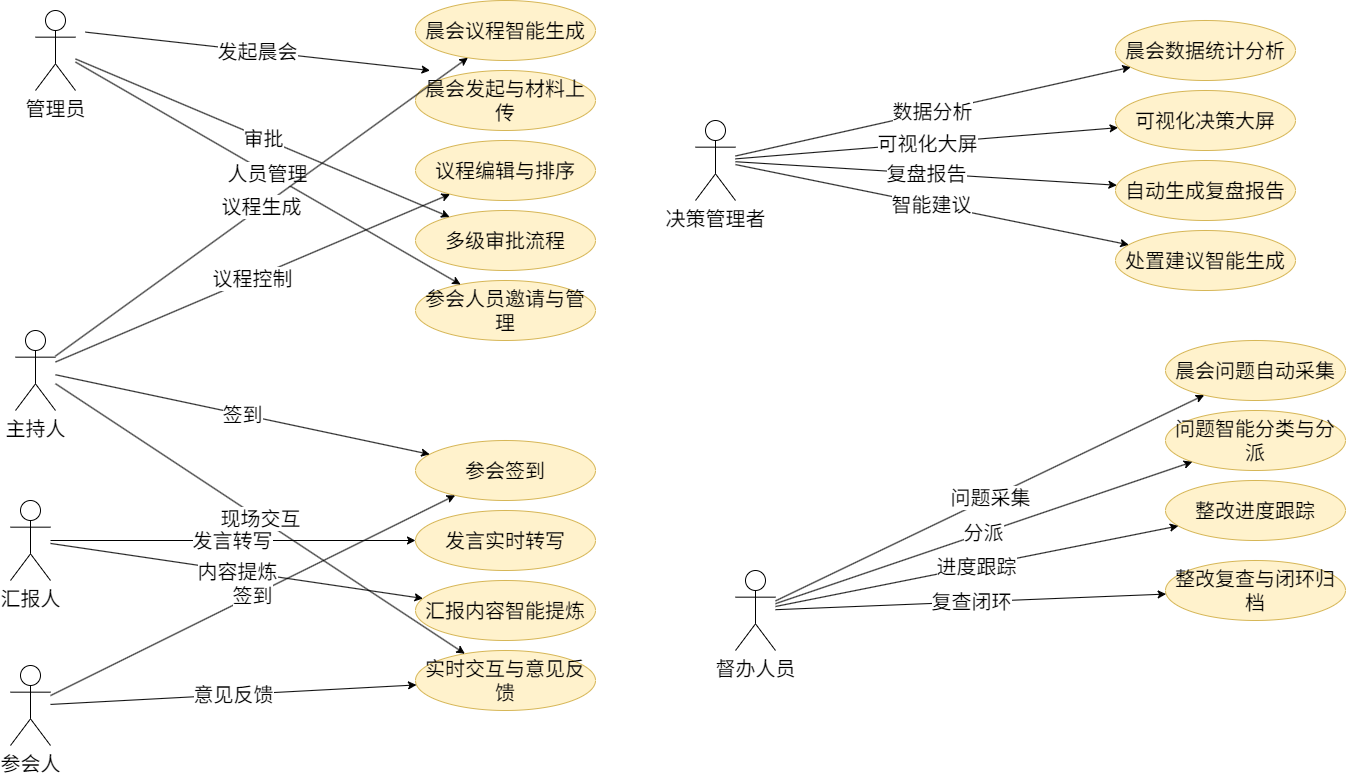 管理员
发起晨会
审批
人员管理
议程生成
议程控制
晨会议程智能生成
晨会发起与材料上
传
议程编辑与排序
多级审批流程
参会人员邀请与管
理
主持人
签到
现场交互
发言转写
内容提炼
签到
意见反馈
汇报人
参会人
参会签到
发言实时转写
汇报内容智能提炼
实时交互与意见反
馈
决策管理者
数据分析
可视化大屏
复盘报告
智能建议
晨会数据统计分析
可视化决策大屏
自动生成复盘报告
处置建议智能生成
督办人员
问题采集
分派
进度跟踪
复查闭环
晨会问题自动采集
问题智能分类与分
派
整改进度跟踪
整改复查与闭环归
档